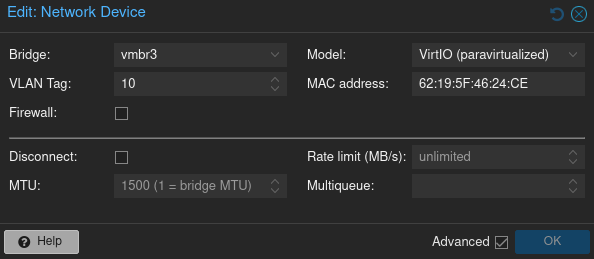 Edit: Network Device
Bridge: vmbr3 Model: VirtIO (paravirtualized)
VLAN Tag: 10 MAC address: 62:19:5F:46:24:CE
Firewall:
Disconnect: Rate limit (MB/s): unlimited
MTU: 1500 (1 = bridge MTU) Multiqueue:
? Help Advanced OK